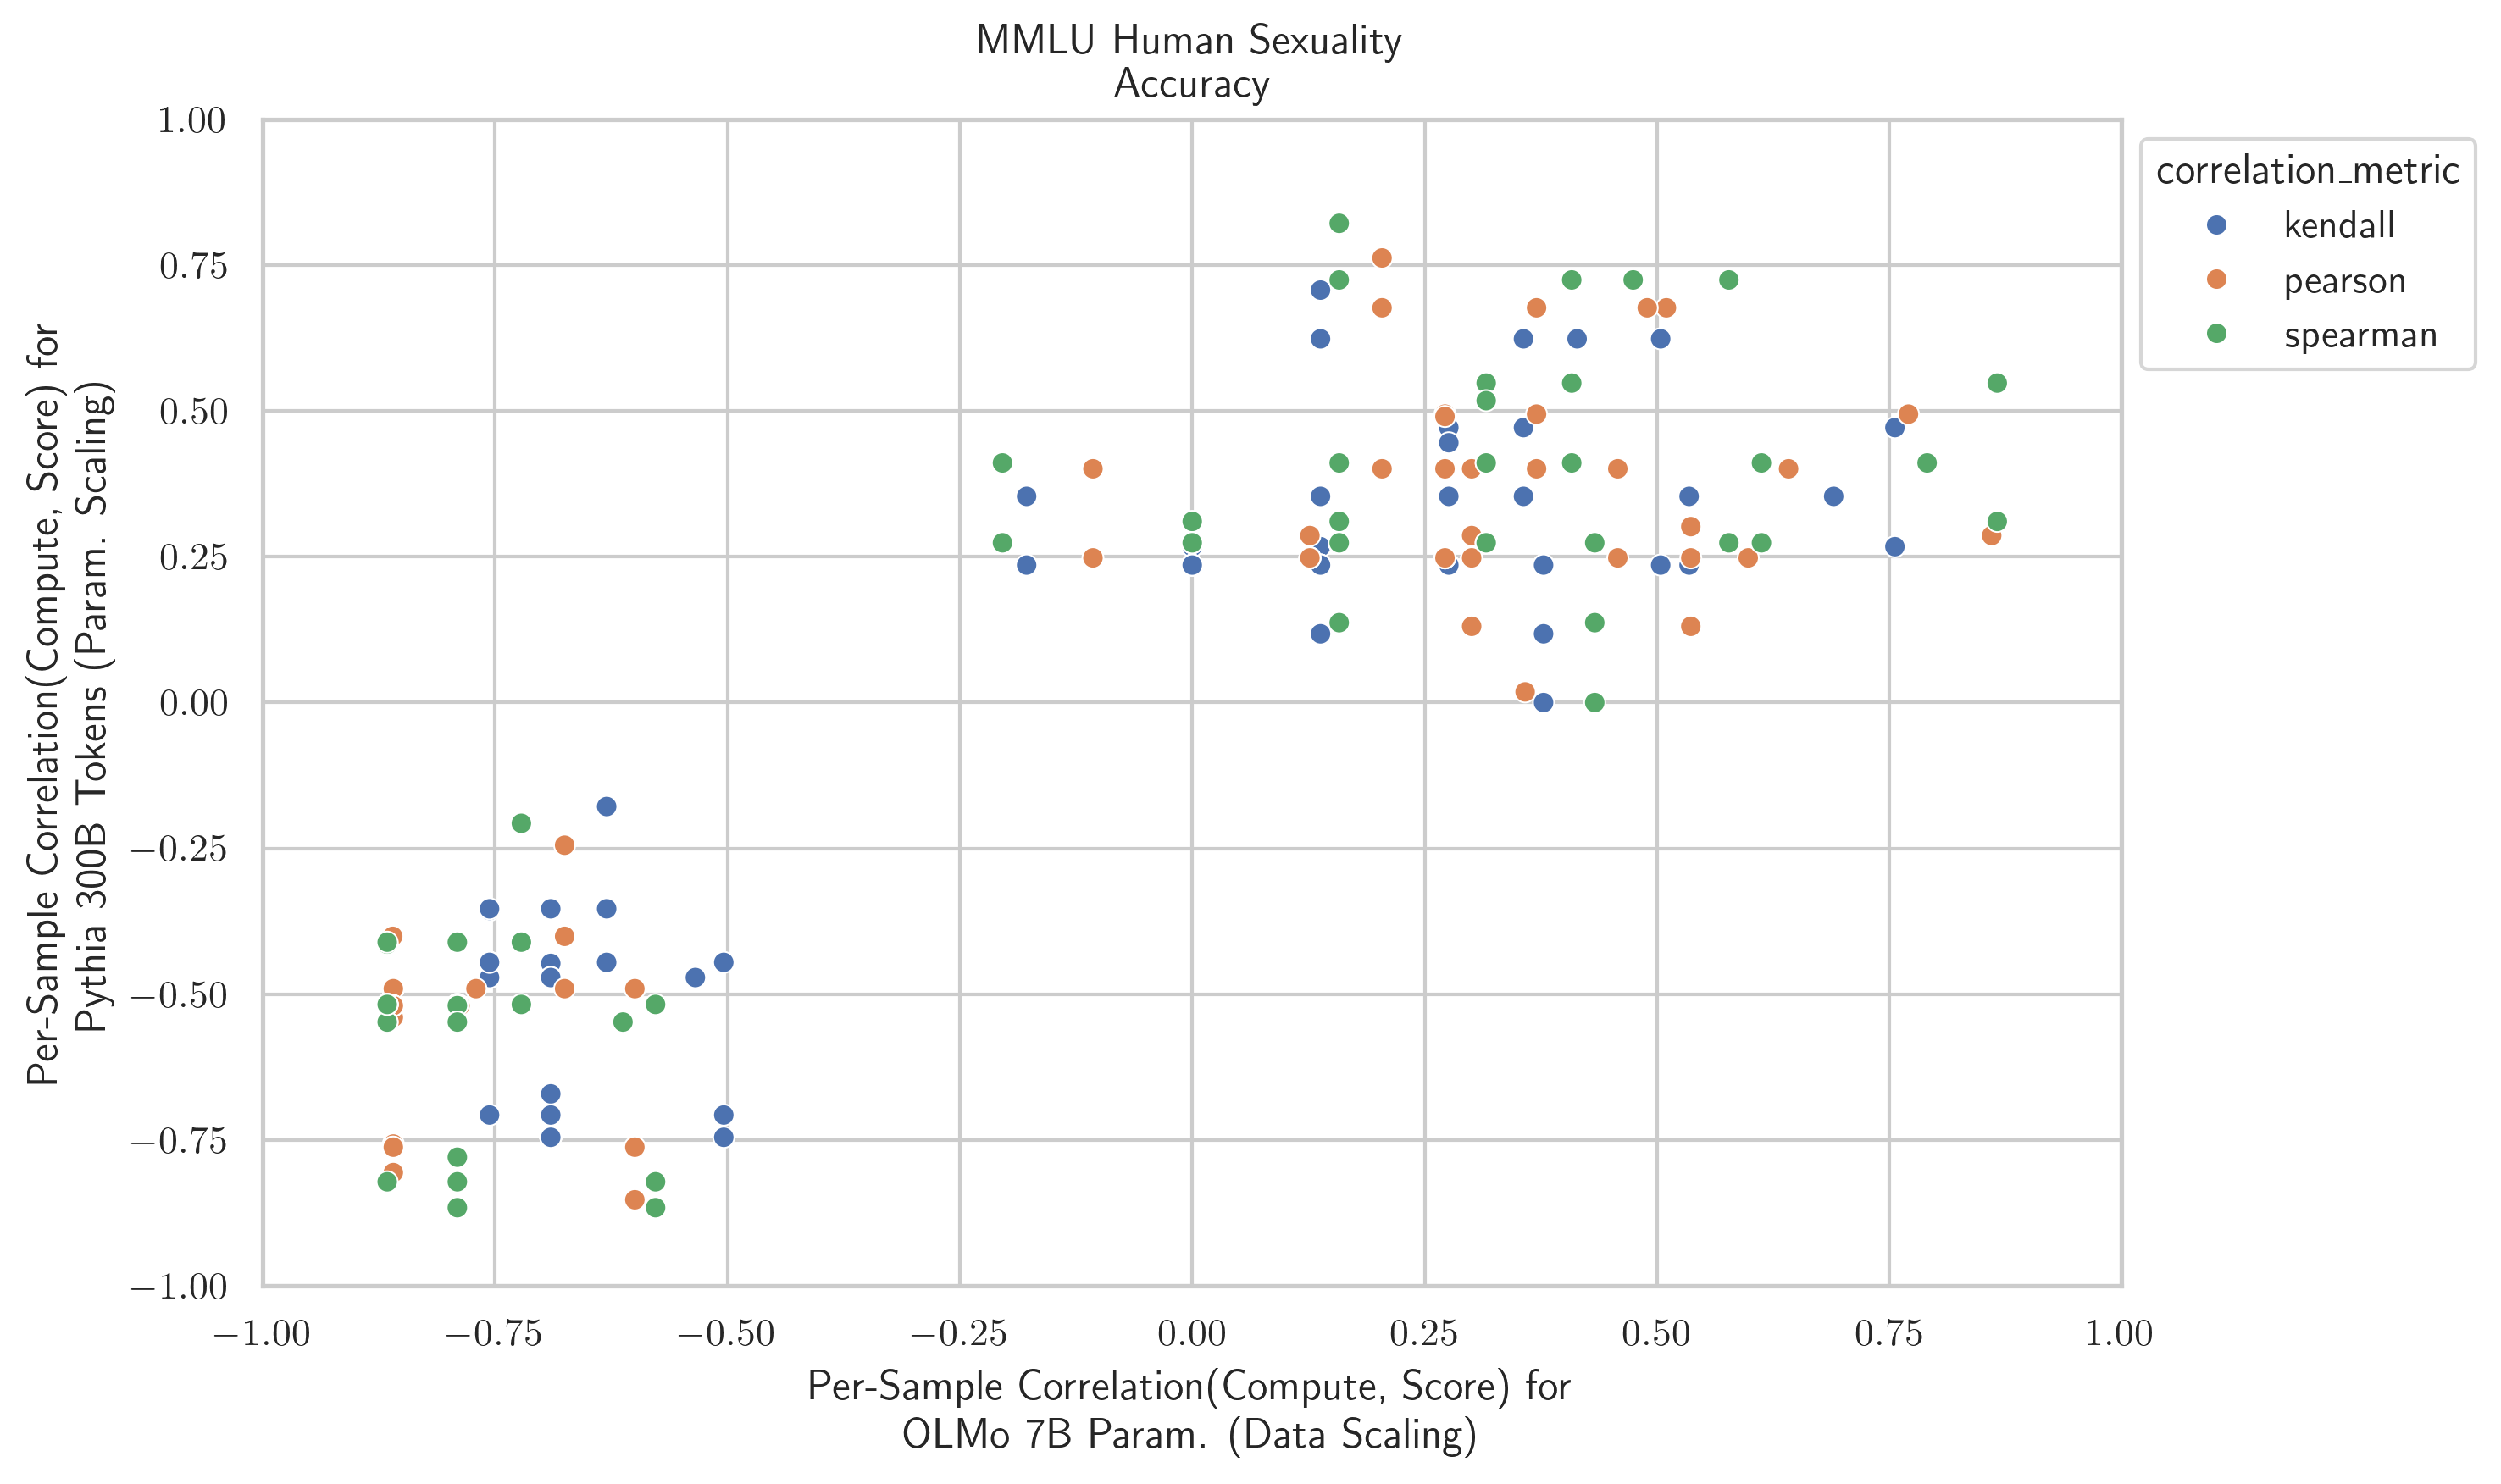 MMLU Human Sexuality
Accuracy
Per-Sample Correlation(Compute, Score) for
Pythia 300B Tokens (Param. Scaling)
1.00
0.75
0.50
0.25
0.00
−0.25
−0.50
−0.75
−1.00
−1.00 −0.75 −0.50 −0.25 0.00 0.25 0.50 0.75 1.00
Per-Sample Correlation(Compute, Score) for
OLMo 7B Param. (Data Scaling)
correlation_metric
kendall
pearson
spearman